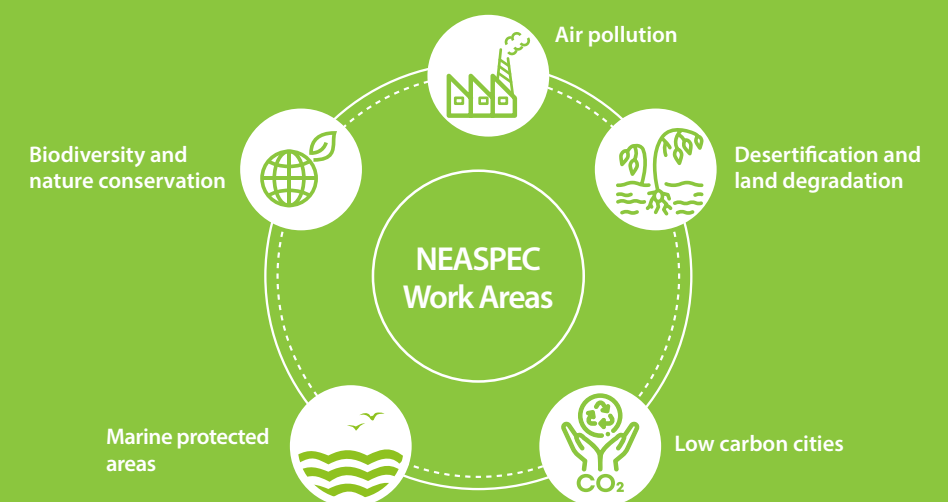 Air pollution
Biodiversity and
nature conservation
Desertification and
land degradation
NEASPEC
Work Areas
Marine protected
areas
Low carbon cities
CO₂